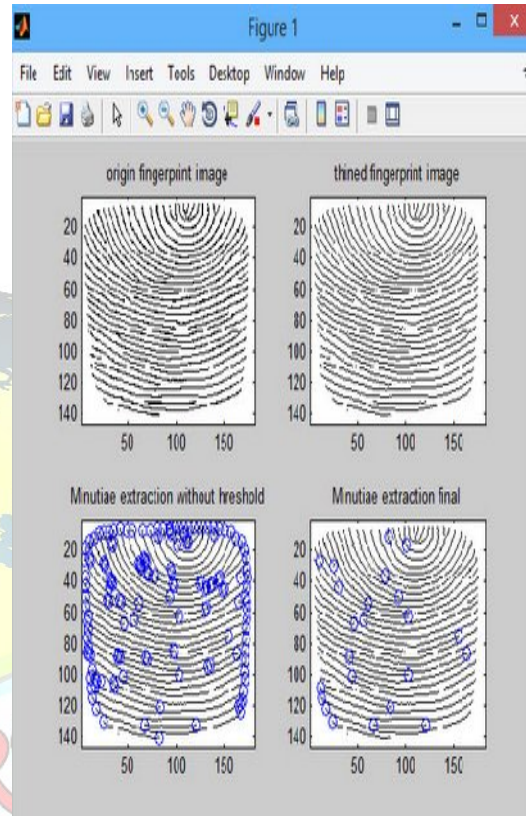 Figure 1
File Edit View Insert Tools Desktop Window Help
origin fingerpint image
thined fingerprint image
20
40
60
80
100
120
140
50 100 150
20
40
60
80
100
120
140
50 100 150
Minutiae extraction without hreshold
Minutiae extraction final
20
40
60
80
100
120
140
50 100 150
20
40
60
80
100
120
140
50 100 150